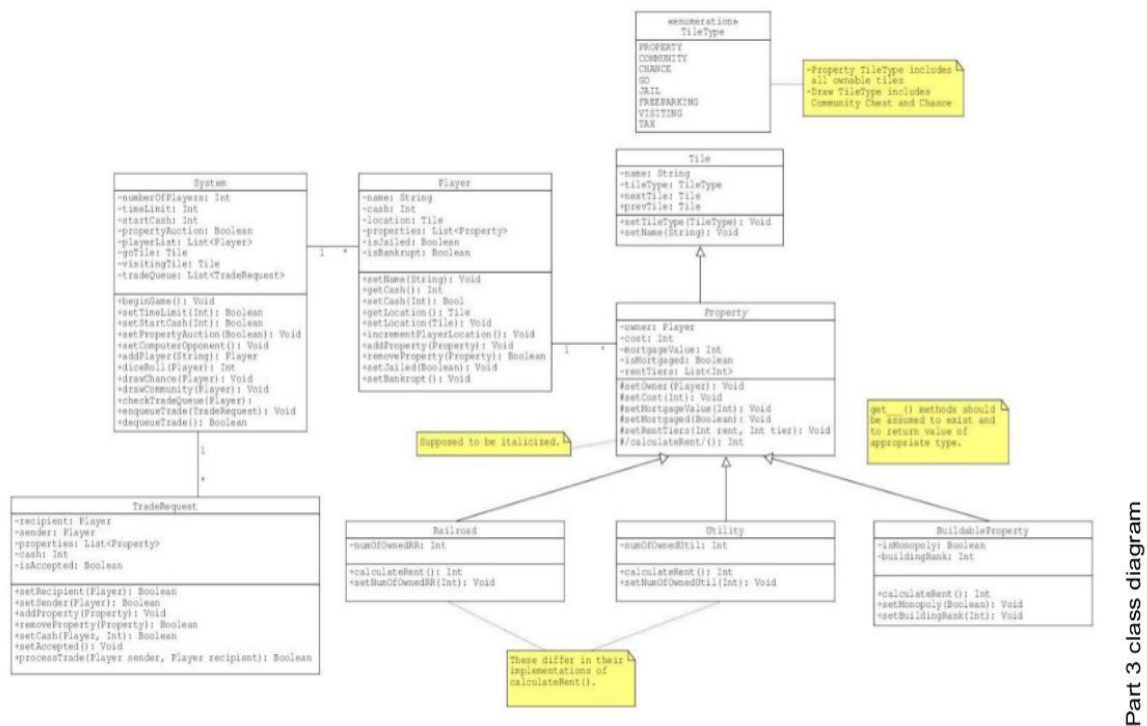 «enumeration»
TileType
PROPERTY
COMMUNITY
CHANCE
GO
JAIL
FREEPARKING
VISITING
TAX
-Property TileType includes
all ownable tiles
-Draw TileType includes
Community Chest and Chance
Tile
-name: String
-tileType: TileType
+nextTile: Tile
+prevTile: Tile
+setTileType(TileType): Void
+setName(String): Void
System
-numberOfPlayers: Int
-timeLimit: Int
-startCash: Int
-propertyAuction: Boolean
-playerList: List<Player>
-goTile: Tile
-visitingTile: Tile
-tradeQueue: List<TradeRequest>
+beginGame(): Void
+setTimeLimit(Int): Boolean
+setStartCash(Int): Boolean
+setPropertyAuction(Boolean): Void
+setComputerOpponent(): Void
+addPlayer(String): Player
+diceRoll(Player): Int
+drawChance(Player): Void
+drawCommunity(Player): Void
+checkTradeQueue(Player):
+enqueueTrade(TradeRequest): Void
+dequeueTrade(): Boolean
1 *
Player
-name: String
-cash: Int
-location: Tile
-properties: List<Property>
-isJailed: Boolean
-isBankrupt: Boolean
+setName(String): Void
+getCash(): Int
+setCash(Int): Bool
+getLocation(): Tile
+setLocation(Tile): Void
+incrementPlayerLocation(): Void
+addProperty(Property): Void
+removeProperty(Property): Boolean
+setJailed(Boolean): Void
+setBankrupt(): Void
1 *
Property
-owner: Player
-cost: Int
-mortgageValue: Int
-isMortgaged: Boolean
-rentTiers: List<Int>
#setOwner(Player): Void
#setCost(Int): Void
#setMortgageValue(Int): Void
#setMortgaged(Boolean): Void
#setRentTiers(Int rent, Int tier): Void
#/calculateRent/(): Int
Supposed to be italicized.
get___() methods should
be assumed to exist and
to return value of
appropriate type.
1
*
TradeRequest
-recipient: Player
-sender: Player
-properties: List<Property>
-cash: Int
-isAccepted: Boolean
+setRecipient(Player): Boolean
+setSender(Player): Boolean
+addProperty(Property): Void
+removeProperty(Property): Boolean
+setCash(Player, Int): Boolean
+setAccepted(): Void
+processTrade(Player sender, Player recipient): Boolean
Railroad
-numOfOwnedRR: Int
+calculateRent(): Int
+setNumOfOwnedRR(Int): Void
Utility
-numOfOwnedUtil: Int
+calculateRent(): Int
+setNumOfOwnedUtil(Int): Void
BuildableProperty
-isMonopoly: Boolean
-buildingRank: Int
+calculateRent(): Int
+setMonopoly(Boolean): Void
+setBuildingRank(Int): Void
These differ in their
implementations of
calculateRent().
Part 3 class diagram